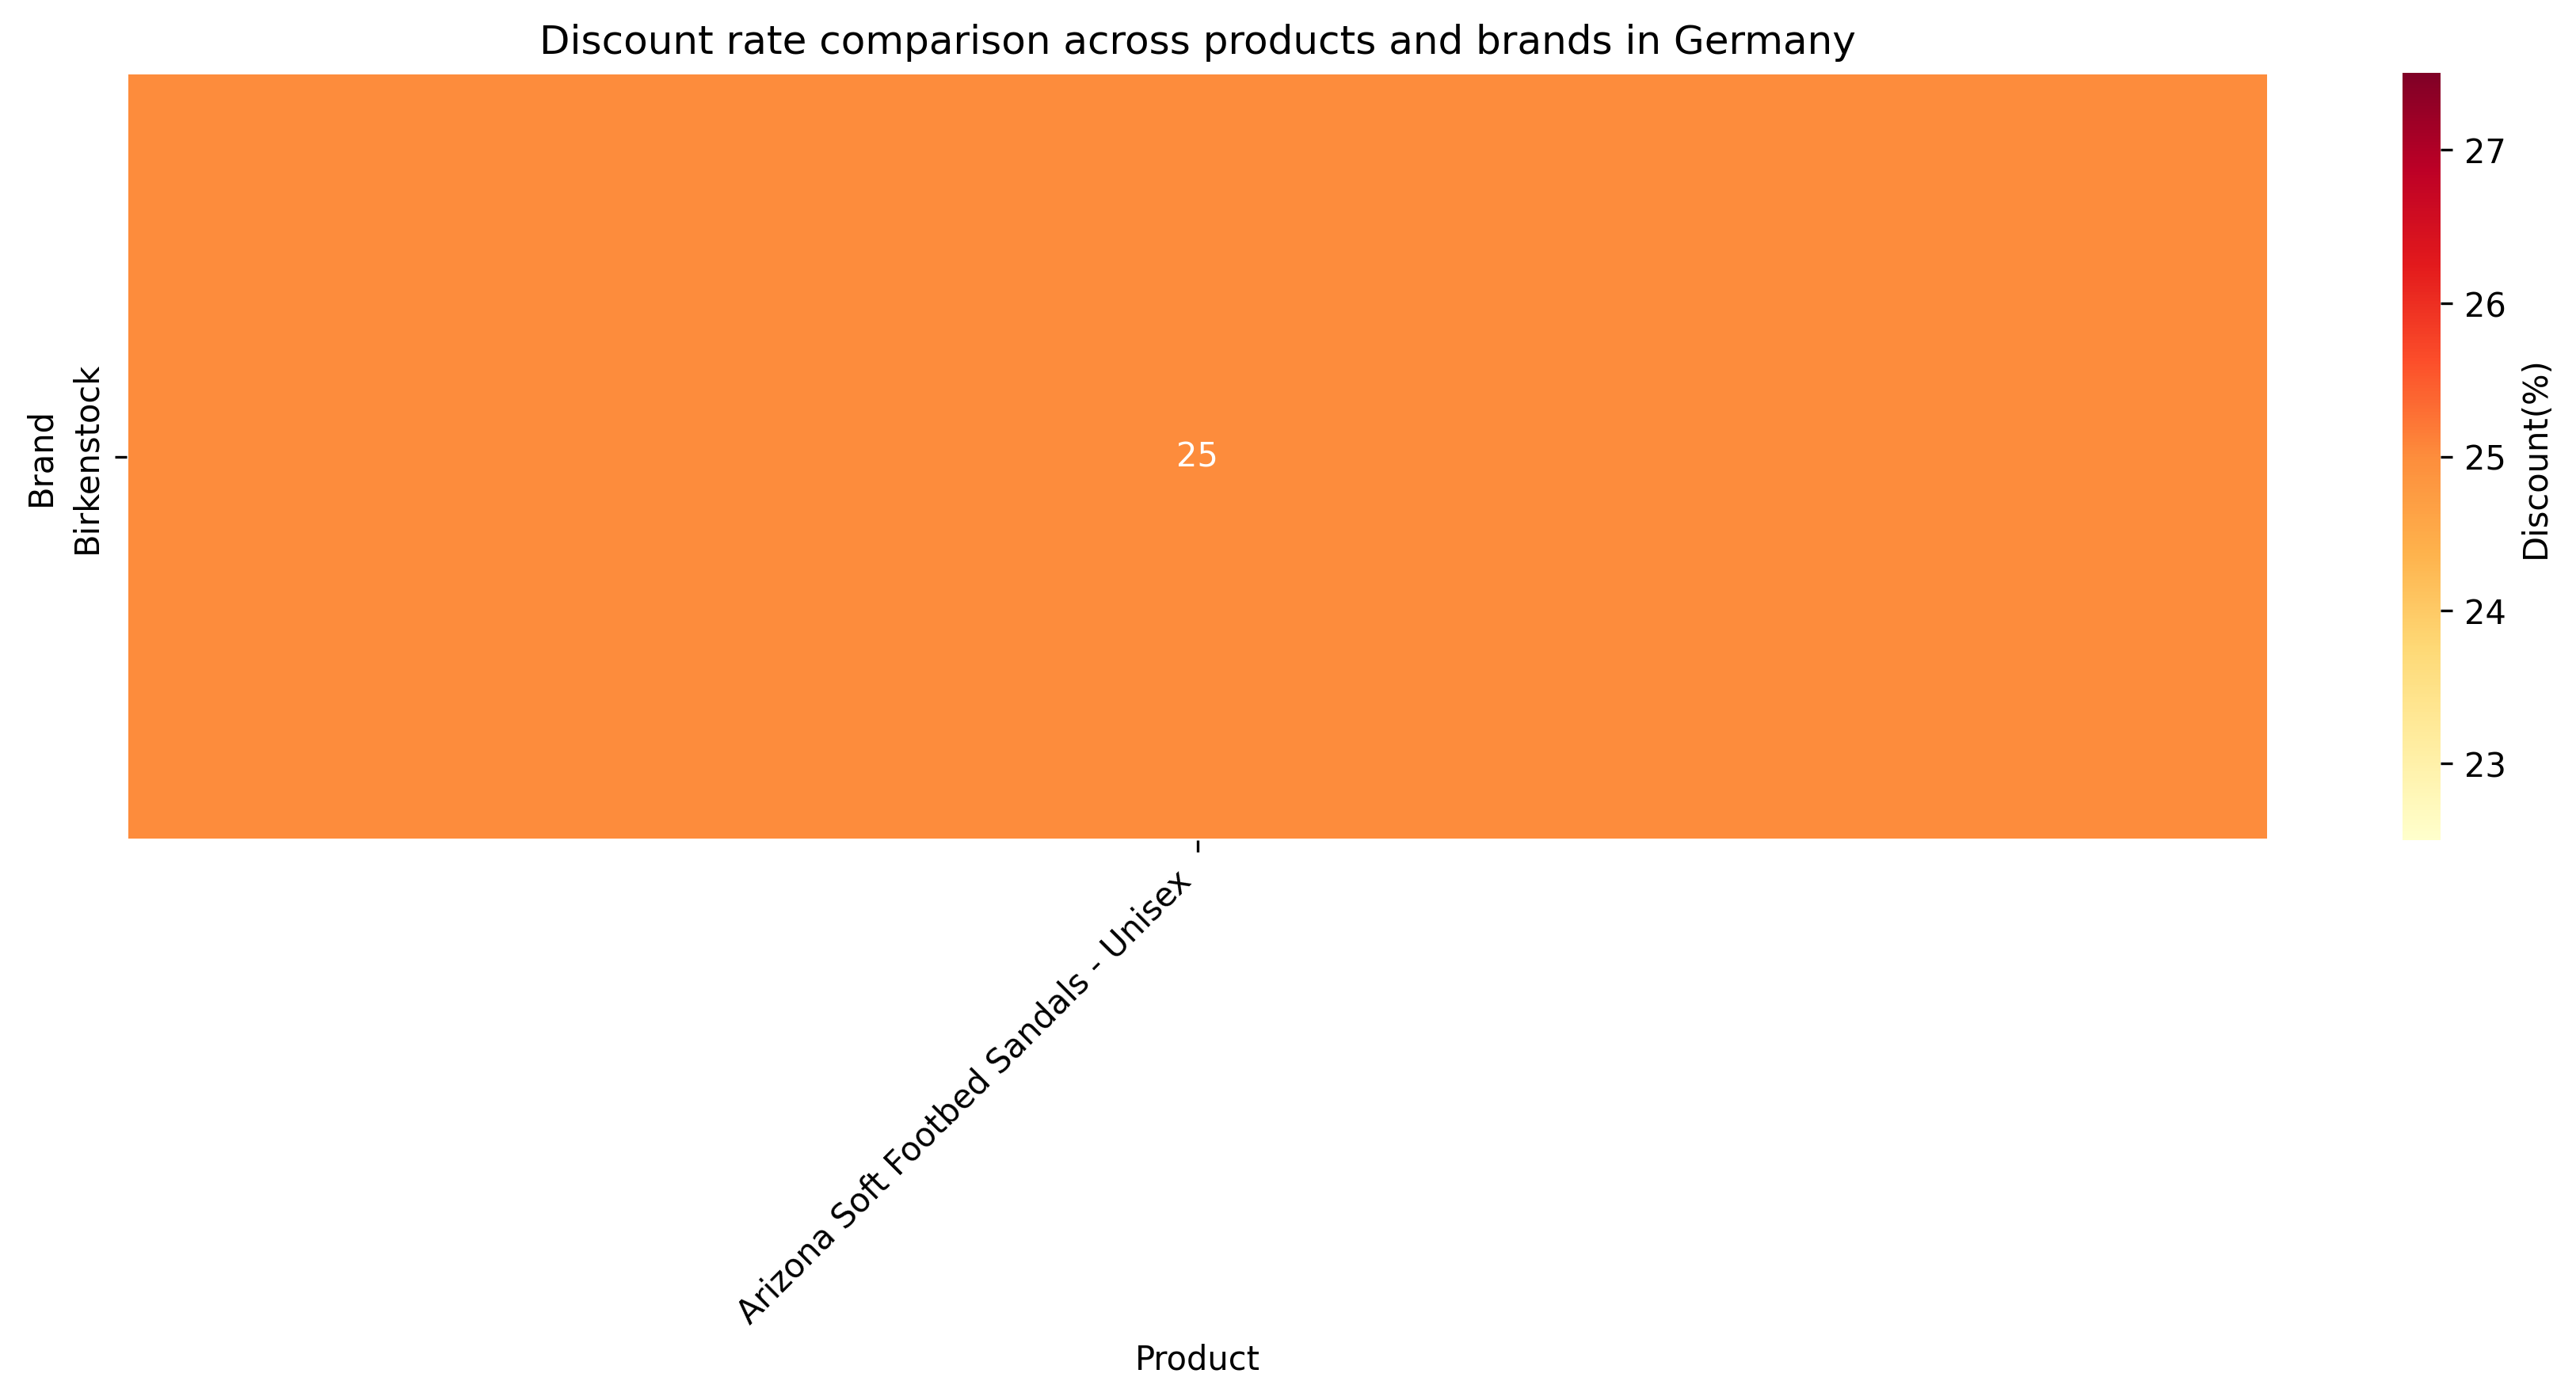 Discount rate comparison across products and brands in Germany
Brand
Birkenstock
25
27
26
25
24
23
Discount(%)
Arizona Soft Footbed Sandals - Unisex
Product